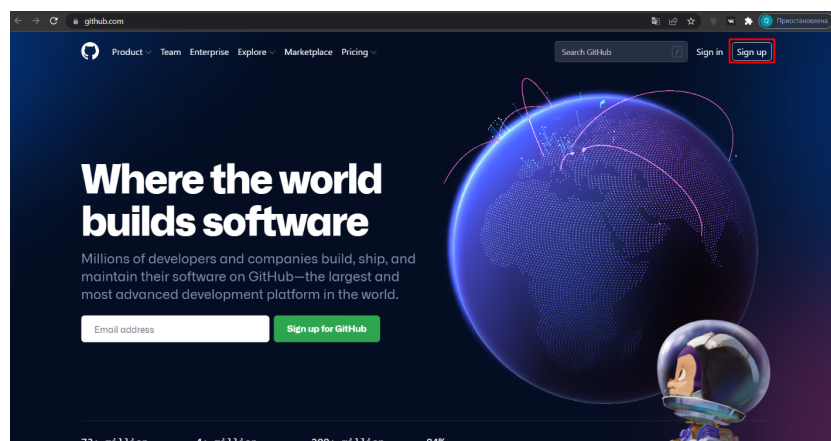 github.com
Приостановлена
Product Team Enterprise Explore Marketplace Pricing
Search GitHub /
Sign in Sign up
Where the world
builds software
Millions of developers and companies build, ship, and
maintain their software on GitHub—the largest and
most advanced development platform in the world.
Email address Sign up for GitHub